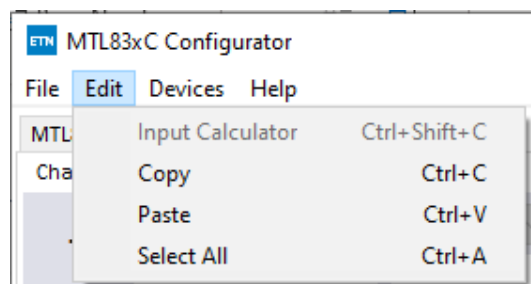 ETN MTL83xC Configurator
File Edit Devices Help
MTL
Input Calculator Ctrl+Shift+C
Cha
Copy Ctrl+C
Paste Ctrl+V
Select All Ctrl+A